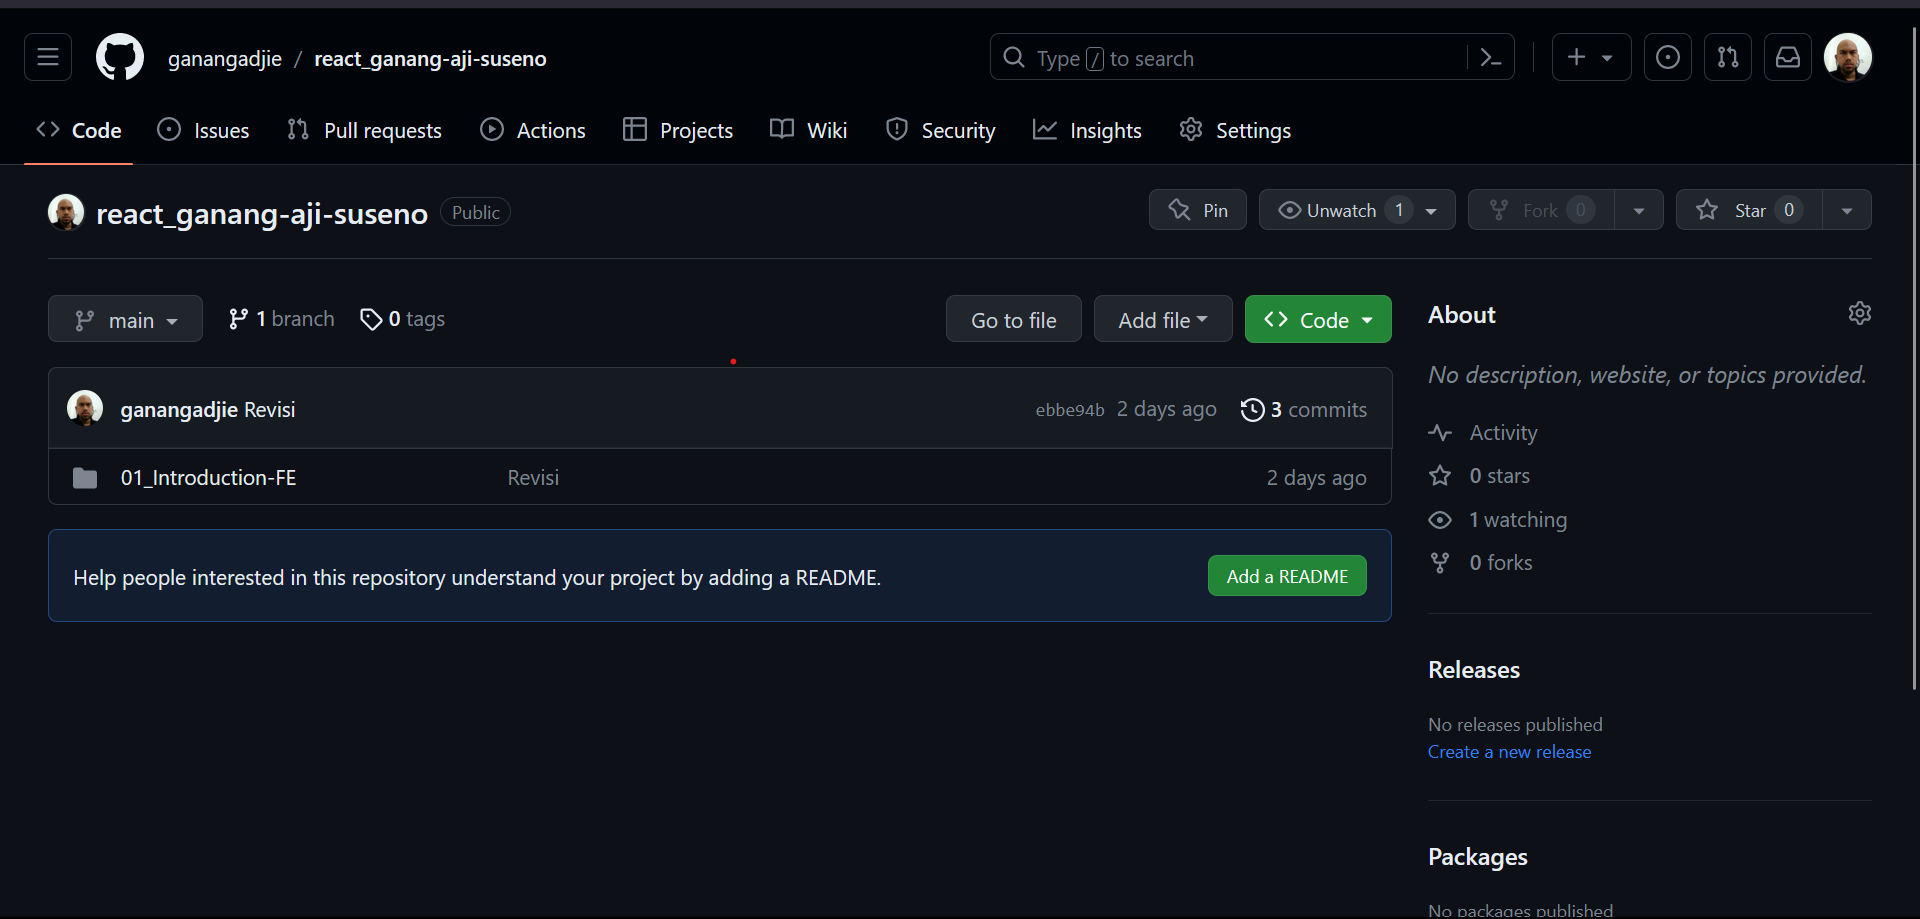 ganangadjie / react_ganang-aji-suseno
Type / to search
Code Issues Pull requests Actions Projects Wiki Security Insights Settings
react_ganang-aji-suseno Public
Pin Unwatch 1 Fork 0 Star 0
main 1 branch 0 tags
Go to file Add file Code
ganangadjie Revisi ebbe94b 2 days ago 3 commits
01_Introduction-FE Revisi 2 days ago
Help people interested in this repository understand your project by adding a README. Add a README
About
No description, website, or topics provided.
Activity
0 stars
1 watching
0 forks
Releases
No releases published
Create a new release
Packages
No packages published